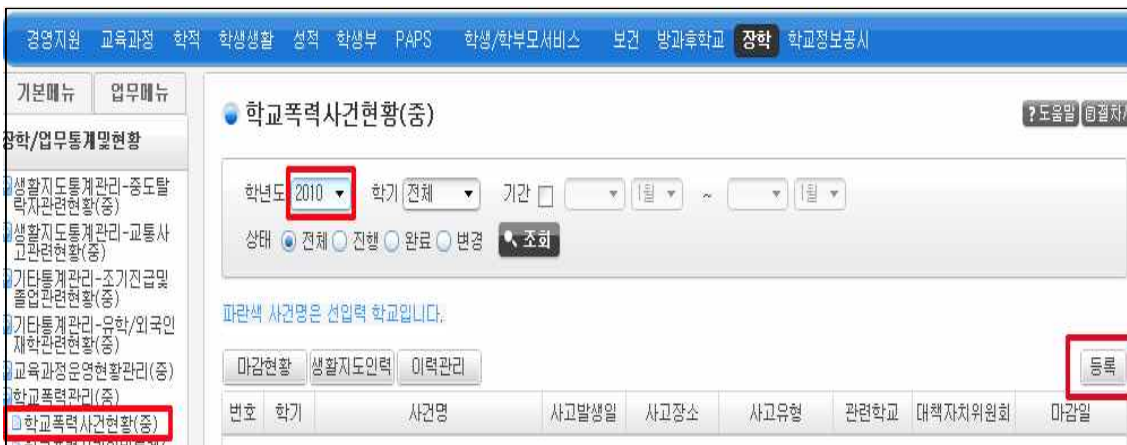 경영지원 교육과정 학적 학생생활 성적 학생부 PAPS 학생/학부모서비스 보건 방과후학교 장학 학교정보공시
기본메뉴 업무메뉴
장학/업무통계및현황
생활지도통계관리-중도탈
락자관련현황(중)
생활지도통계관리-교통사
고관련현황(중)
기타통계관리-조기진급및
졸업관련현황(중)
기타통계관리-유학/외국인
재학관련현황(중)
교육과정운영현황관리(중)
학교폭력관리(중)
학교폭력사건현황(중)
학교폭력사건현황(중)
?도움말
학년도 2010 학기 전체 기간 1월 ~ 1월
상태 전체 진행 완료 변경 조회
파란색 사건명은 선입력 학교입니다.
마감현황 생활지도인력 이력관리 등록
번호 학기 사건명 사고발생일 사고장소 사고유형 관련학교 대책자치위원회 마감일